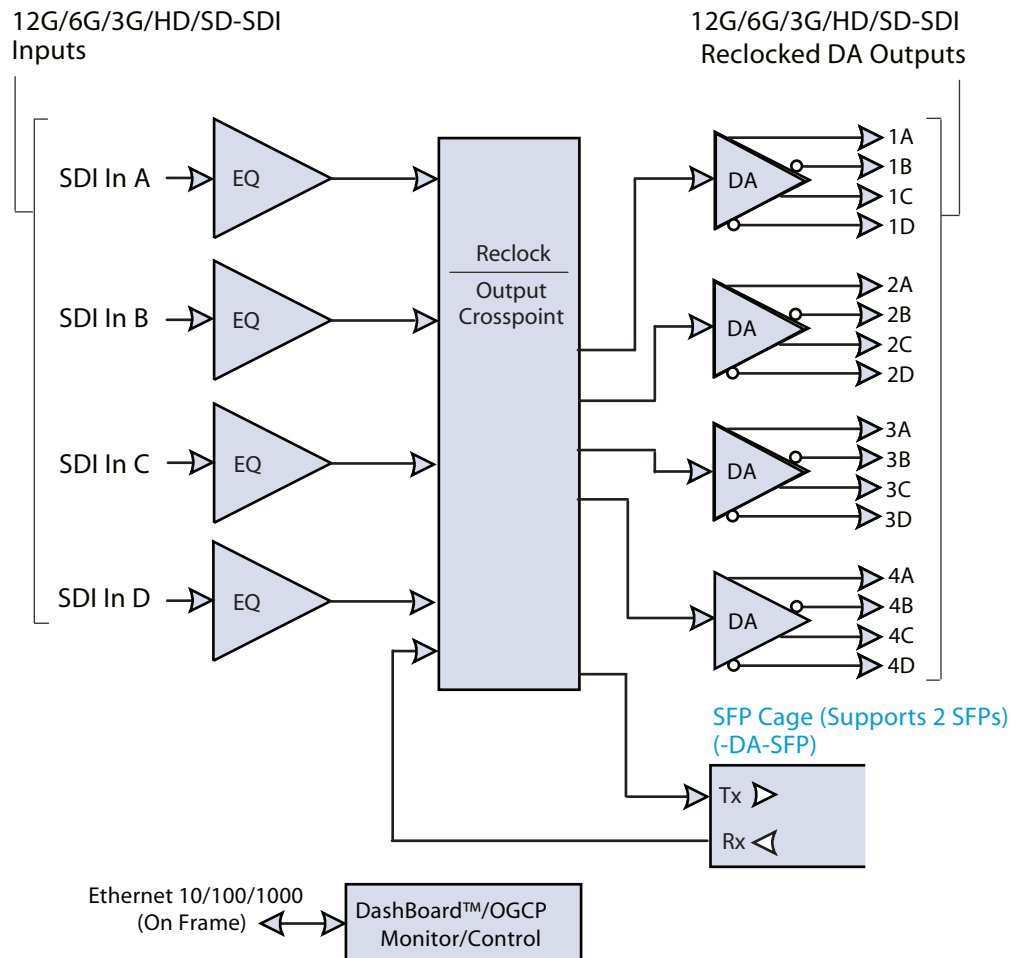 12G/6G/3G/HD/SD-SDI
Inputs
12G/6G/3G/HD/SD-SDI
Reclocked DA Outputs
SDI In A
EQ
SDI In B
EQ
SDI In C
EQ
SDI In D
EQ
Reclock
Output
Crosspoint
DA
1A
1B
1C
1D
DA
2A
2B
2C
2D
DA
3A
3B
3C
3D
DA
4A
4B
4C
4D
SFP Cage (Supports 2 SFPs)
(-DA-SFP)
Tx
Rx
Ethernet 10/100/1000
(On Frame)
DashBoard™/OGCP
Monitor/Control